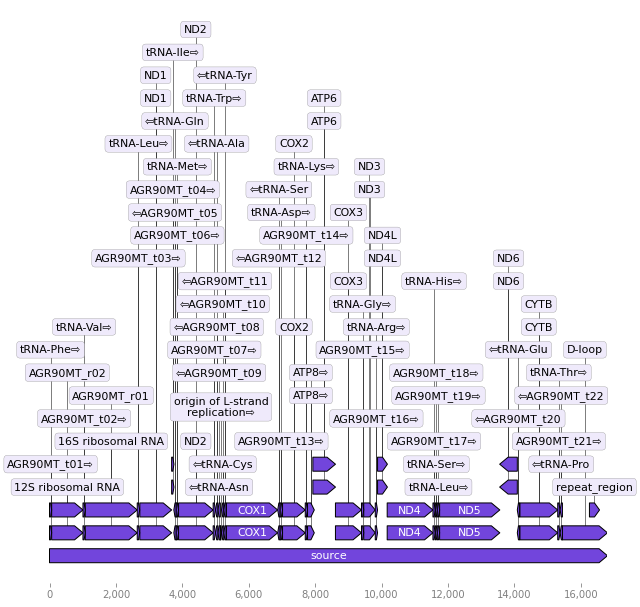 ND2
tRNA-Ile⇨
ND1 ⇦tRNA-Tyr
ND1 tRNA-Trp⇨ ATP6
⇦tRNA-Gln ATP6
tRNA-Leu⇨ ⇦tRNA-Ala COX2
tRNA-Met⇨ tRNA-Lys⇨ ND3
AGR90MT_t04⇨ ⇦tRNA-Ser ND3
⇦AGR90MT_t05 tRNA-Asp⇨ COX3
AGR90MT_t06⇨ AGR90MT_t14⇨ ND4L
AGR90MT_t03⇨ ⇦AGR90MT_t12 ND4L ND6
⇦AGR90MT_t11 COX3 tRNA-His⇨ ND6
⇦AGR90MT_t10 tRNA-Gly⇨ CYTB
tRNA-Val⇨ ⇦AGR90MT_t08 COX2 tRNA-Arg⇨ CYTB
tRNA-Phe⇨ AGR90MT_t07⇨ AGR90MT_t15⇨ ⇦tRNA-Glu D-loop
AGR90MT_r02 ⇦AGR90MT_t09 ATP8⇨ AGR90MT_t18⇨ tRNA-Thr⇨
AGR90MT_r01 ATP8⇨ AGR90MT_t19⇨ ⇦AGR90MT_t22
origin of L-strand
replication⇨
AGR90MT_t02⇨ AGR90MT_t16⇨ ⇦AGR90MT_t20
16S ribosomal RNA ND2 AGR90MT_t13⇨ AGR90MT_t17⇨ AGR90MT_t21⇨
AGR90MT_t01⇨ ⇦tRNA-Cys tRNA-Ser⇨ ⇦tRNA-Pro
12S ribosomal RNA ⇦tRNA-Asn tRNA-Leu⇨ repeat_region
COX1 ND4 ND5
COX1 ND4 ND5
source
0 2,000 4,000 6,000 8,000 10,000 12,000 14,000 16,000